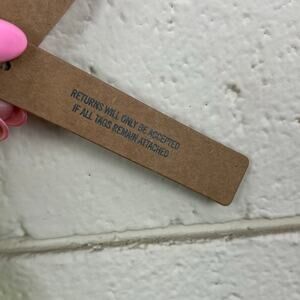 RETURNS WILL ONLY BE ACCEPTED
IF ALL TAGS REMAIN ATTACHED